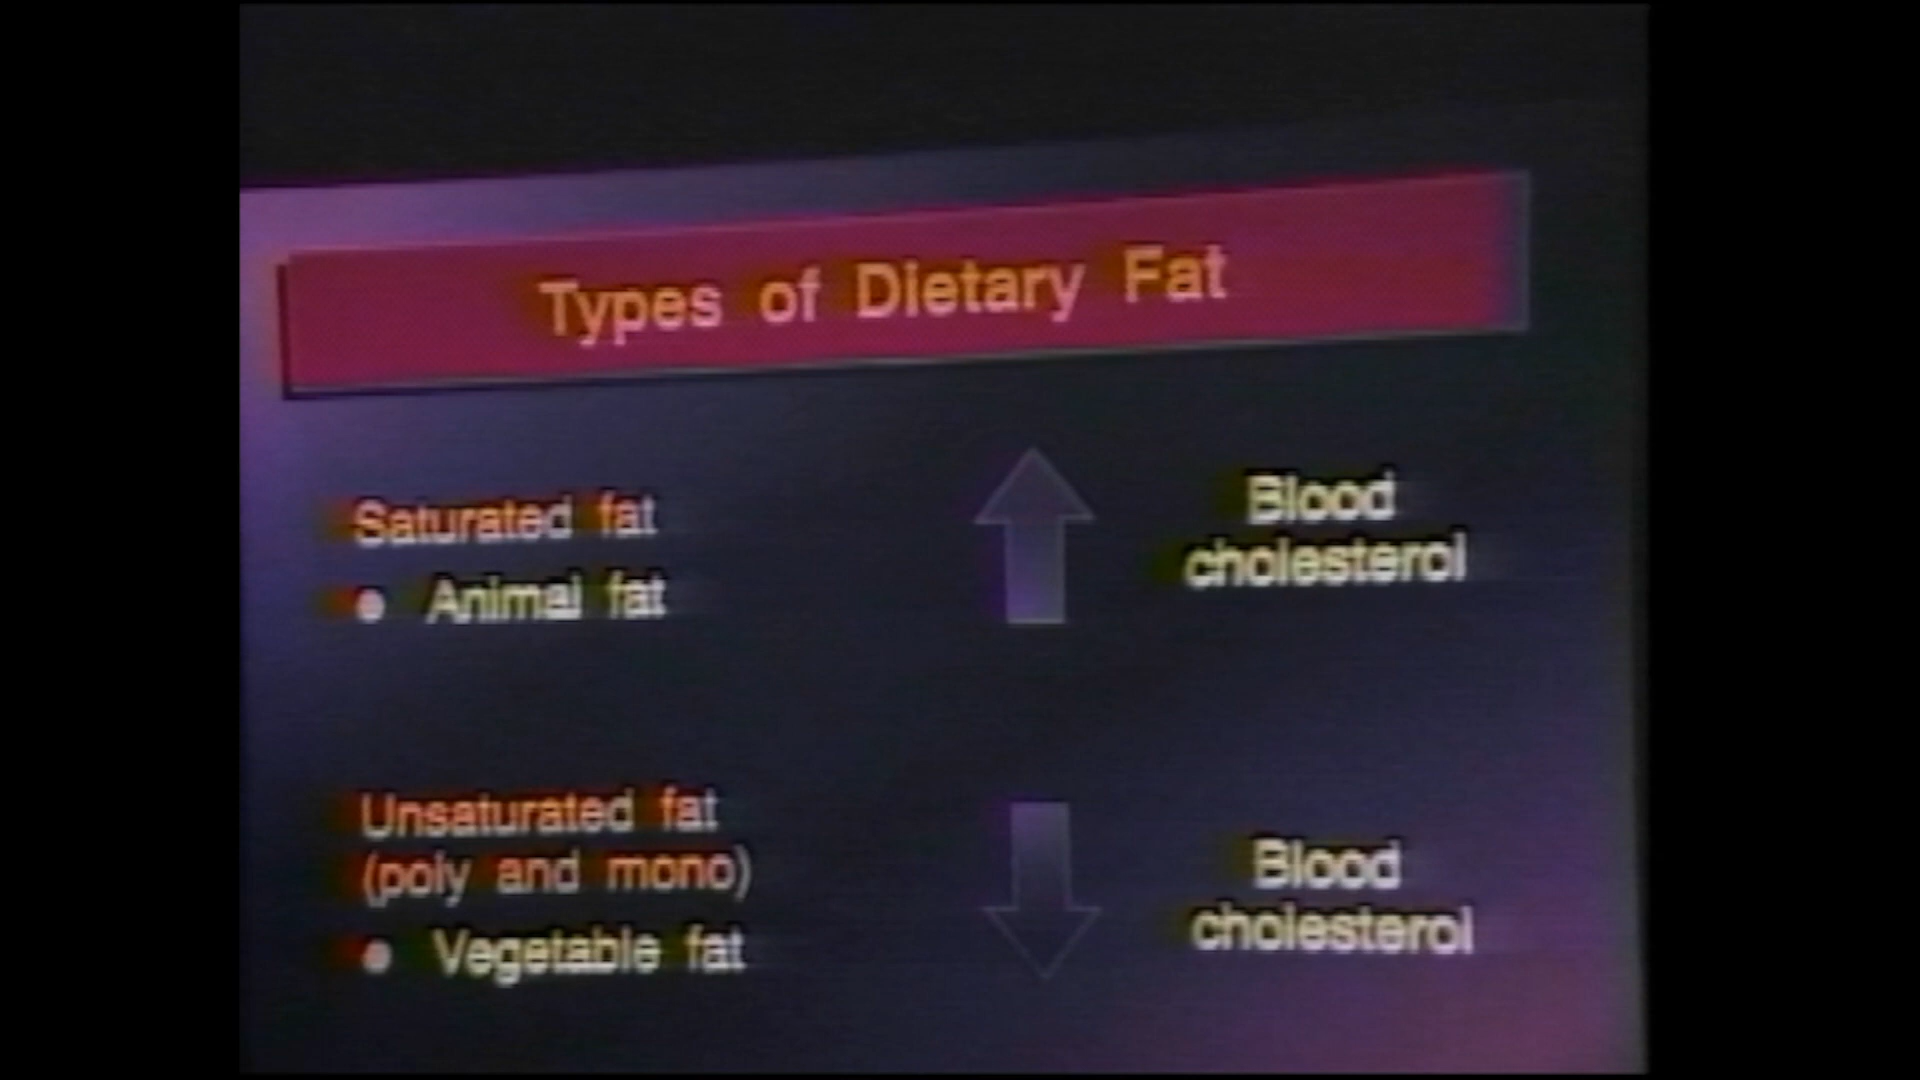 Types of Dietary Fat
Saturated fat
• Animal fat
Blood
cholesterol
Unsaturated fat
(poly and mono)
• Vegetable fat
Blood
cholesterol